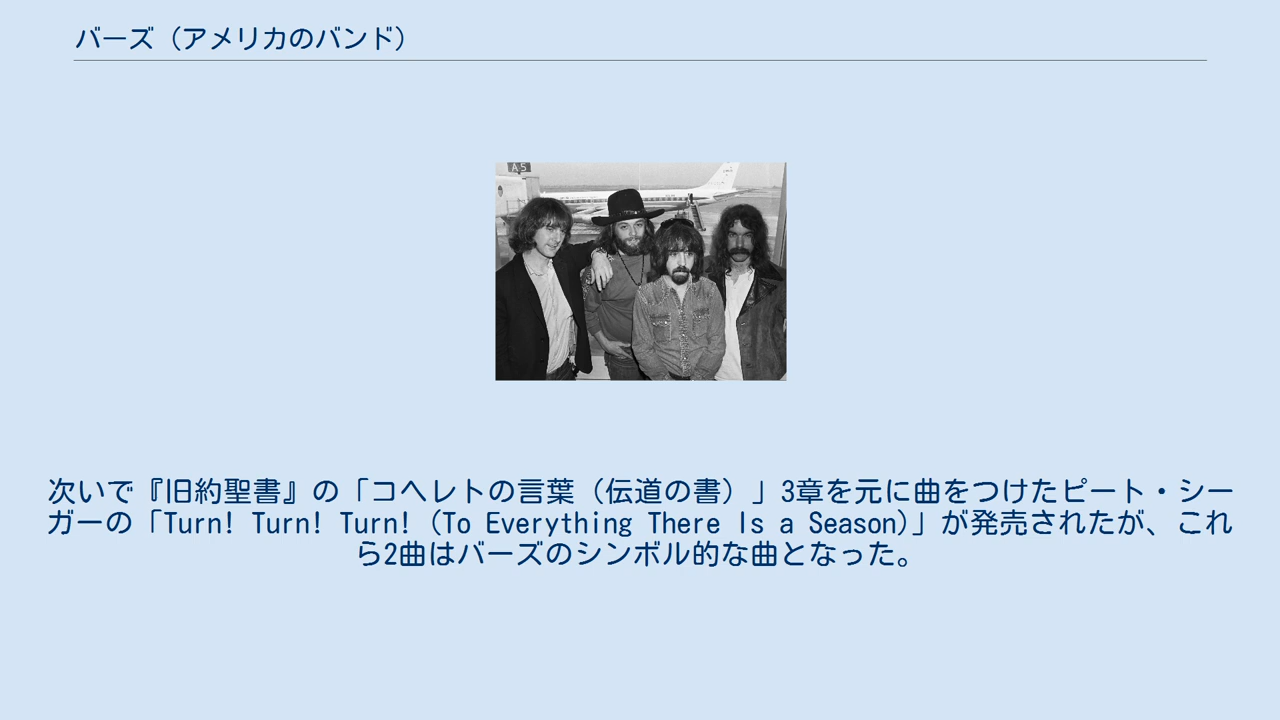 バーズ（アメリカのバンド）
A5
次いで『旧約聖書』の「コヘレトの言葉（伝道の書）」3章を元に曲をつけたピート・シー
ガーの「Turn! Turn! Turn! (To Everything There Is a Season)」が発売されたが、これ
ら2曲はバーズのシンボル的な曲となった。